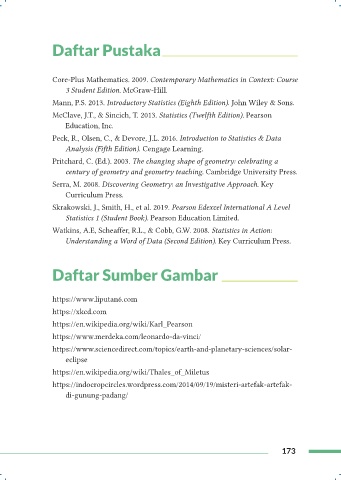 Daftar Pustaka
Core-Plus Mathematics. 2009. Contemporary Mathematics in Context: Course
3 Student Edition. McGraw-Hill.
Mann, P.S. 2013. Introductory Statistics (Eighth Edition). John Wiley & Sons.
McClave, J.T., & Sincich, T. 2013. Statistics (Twelfth Edition). Pearson
Education, Inc.
Peck, R., Olsen, C., & Devore, J.L. 2016. Introduction to Statistics & Data
Analysis (Fifth Edition). Cengage Learning.
Pritchard, C. (Ed.). 2003. The changing shape of geometry: celebrating a
century of geometry and geometry teaching. Cambridge University Press.
Serra, M. 2008. Discovering Geometry: an Investigative Approach. Key
Curriculum Press.
Skrakowski, J., Smith, H., et al. 2019. Pearson Edexcel International A Level
Statistics 1 (Student Book). Pearson Education Limited.
Watkins, A.E, Scheaffer, R.L., & Cobb, G.W. 2008. Statistics in Action:
Understanding a Word of Data (Second Edition). Key Curriculum Press.
Daftar Sumber Gambar
https://www.liputan6.com
https://xkcd.com
https://en.wikipedia.org/wiki/Karl_Pearson
https://www.merdeka.com/leonardo-da-vinci/
https://www.sciencedirect.com/topics/earth-and-planetary-sciences/solar-
eclipse
https://en.wikipedia.org/wiki/Thales_of_Miletus
https://indocropcircles.wordpress.com/2014/09/19/misteri-artefak-artefak-
di-gunung-padang/
173